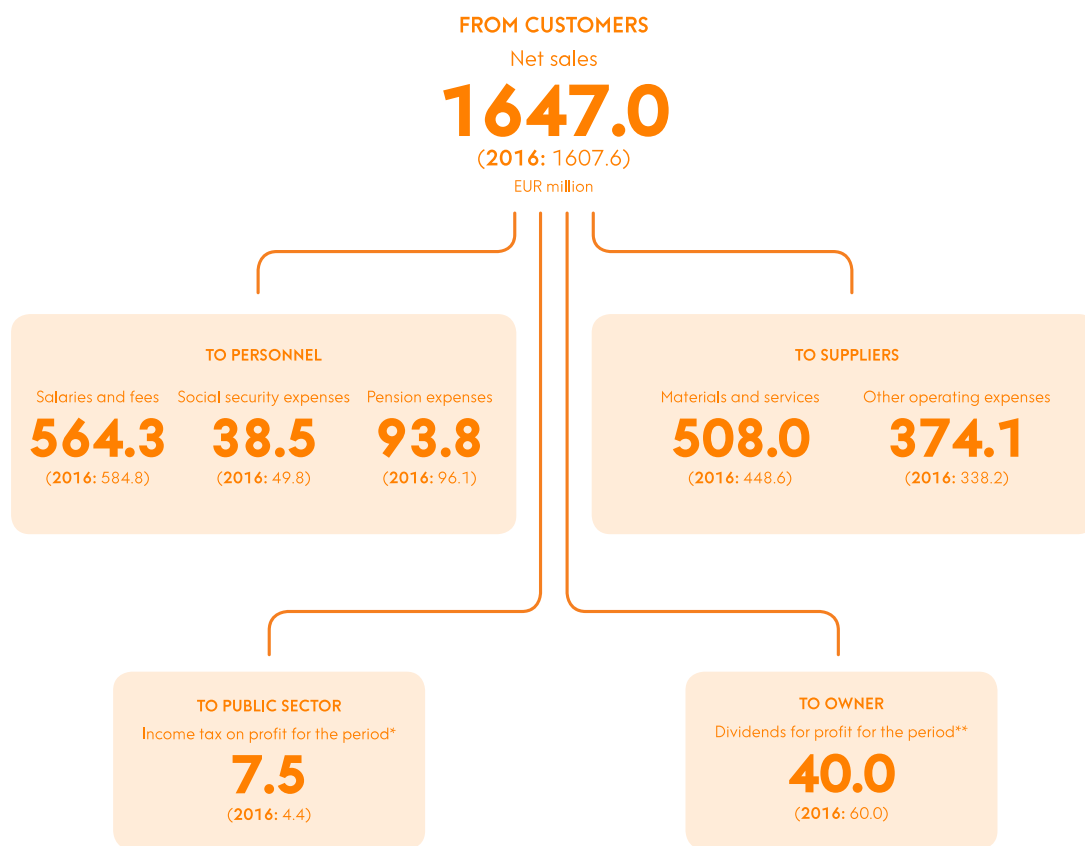 FROM CUSTOMERS
Net sales
1647.0
(2016: 1607.6)
EUR million
TO PERSONNEL
Salaries and fees
564.3
(2016: 584.8)
Social security expenses
38.5
(2016: 49.8)
Pension expenses
93.8
(2016: 96.1)
TO SUPPLIERS
Materials and services
508.0
(2016: 448.6)
Other operating expenses
374.1
(2016: 338.2)
TO PUBLIC SECTOR
Income tax on profit for the period*
7.5
(2016: 4.4)
TO OWNER
Dividends for profit for the period**
40.0
(2016: 60.0)